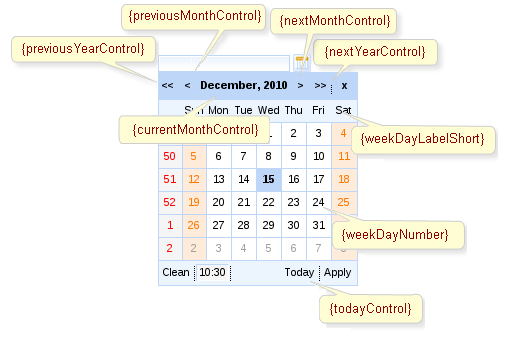 {previousMonthControl}
{nextMonthControl}
{previousYearControl}
{nextYearControl}
<< < December, 2010 > >> x
Sun Mon Tue Wed Thu Fri Sat
{currentMonthControl}
1 2 3 4
{weekDayLabelShort}
50 5 6 7 8 9 10 11
51 12 13 14 15 16 17 18
52 19 20 21 22 23 24 25
1 26 27 28 29 30 31
{weekDayNumber}
2 2 3 4 5 6 7
Clean 10:30 Today Apply
{todayControl}